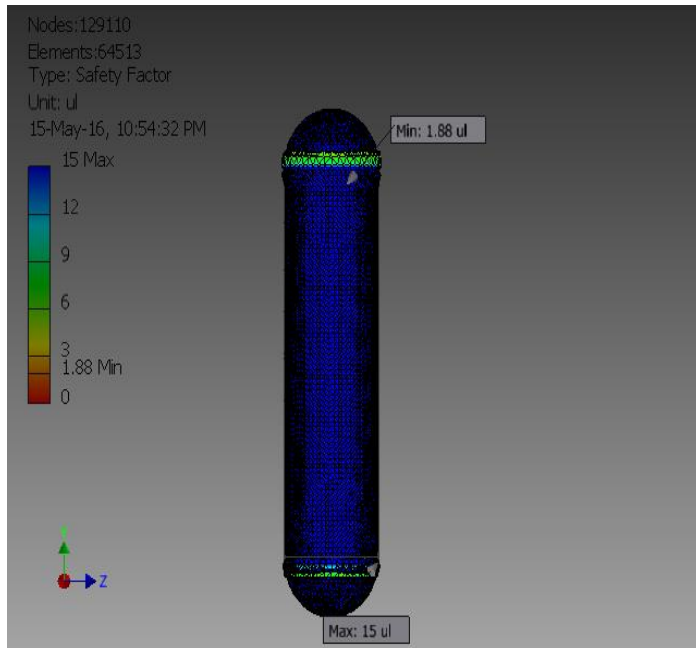 Nodes:129110
Elements:64513
Type: Safety Factor
Unit: ul
15-May-16, 10:54:32 PM
Min: 1.88 ul
15 Max
12
9
6
3
1.88 Min
0
Y
Z
Max: 15 ul